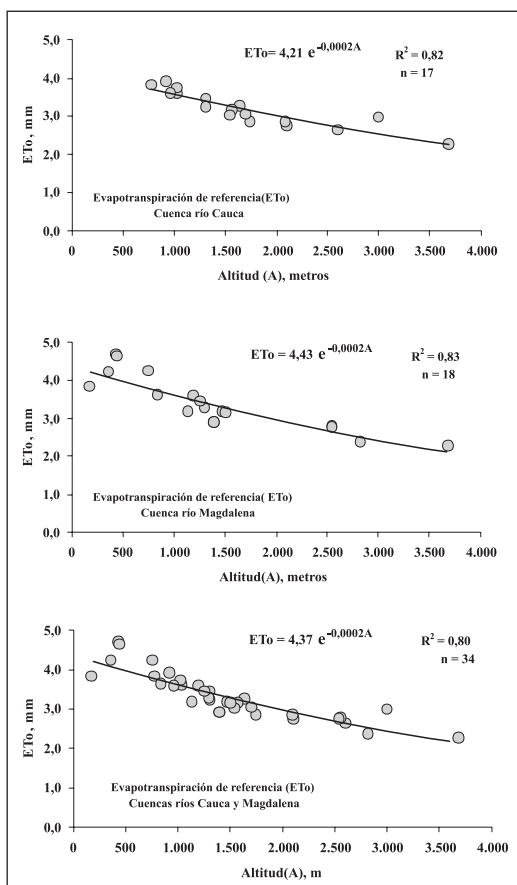 5,0
4,0
3,0
2,0
1,0
0,0
ETo, mm
ETo= 4,21 e-0,0002A
R2 = 0,82
n = 17
Evapotranspiración de referencia(ETo)
Cuenca río Cauca
0 500 1.000 1.500 2.000 2.500 3.000 3.500 4.000
Altitud (A), metros
5,0
4,0
3,0
2,0
1,0
0,0
ETo, mm
ETo = 4,43 e-0,0002A
R2 = 0,83
n = 18
Evapotranspiración de referencia( ETo)
Cuenca río Magdalena
0 500 1.000 1.500 2.000 2.500 3.000 3.500 4.000
Altitud(A), metros
5,0
4,0
3,0
2,0
1,0
0,0
ETo, mm
ETo = 4,37 e-0,0002A
R2 = 0,80
n = 34
Evapotranspiración de referencia (ETo)
Cuencas ríos Cauca y Magdalena
0 500 1.000 1.500 2.000 2.500 3.000 3.500 4.000
Altitud(A), m